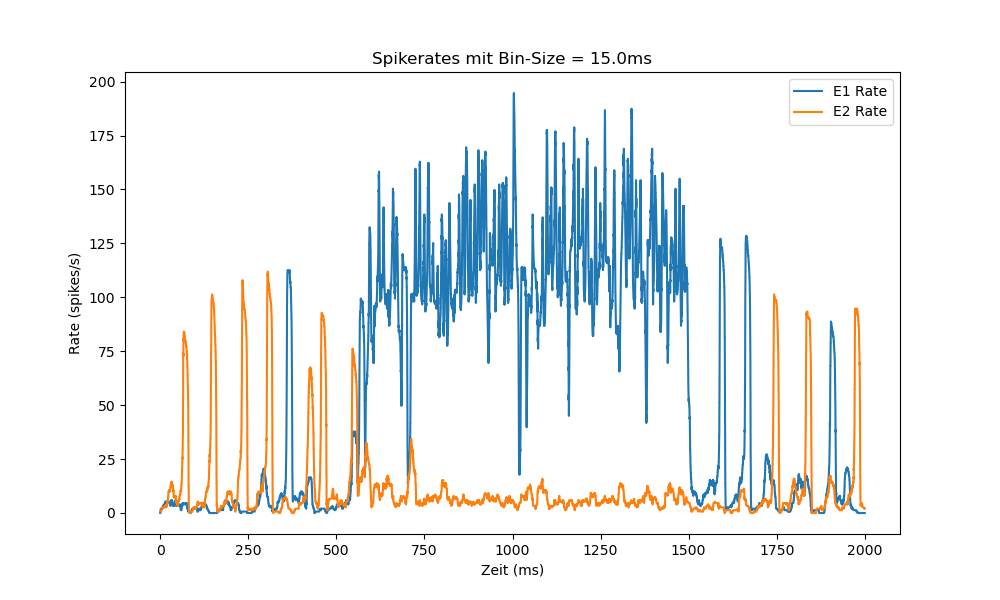 Spikerates mit Bin-Size = 15.0ms
E1 Rate
E2 Rate
200
175
150
125
100
75
50
25
0
Rate (spikes/s)
0 250 500 750 1000 1250 1500 1750 2000
Zeit (ms)